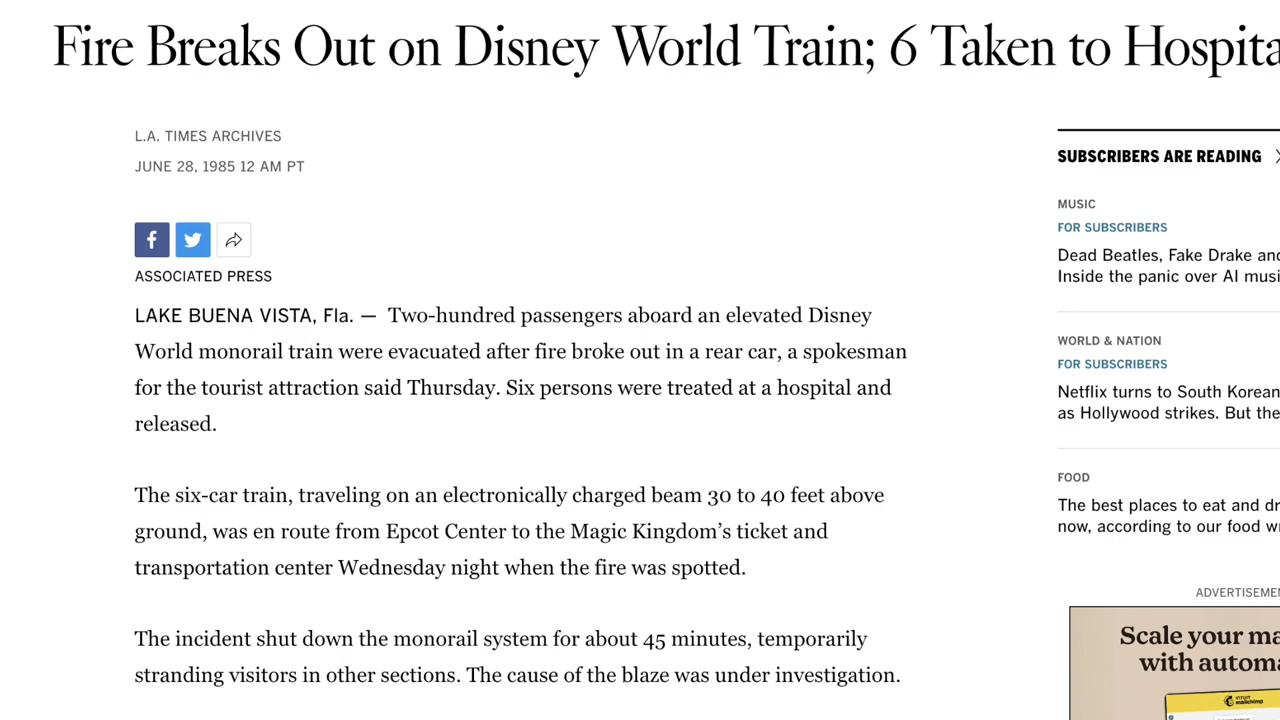 Fire Breaks Out on Disney World Train; 6 Taken to Hospita
L.A. TIMES ARCHIVES
JUNE 28, 1985 12 AM PT
ASSOCIATED PRESS
LAKE BUENA VISTA, Fla. — Two-hundred passengers aboard an elevated Disney
World monorail train were evacuated after fire broke out in a rear car, a spokesman
for the tourist attraction said Thursday. Six persons were treated at a hospital and
released.
The six-car train, traveling on an electronically charged beam 30 to 40 feet above
ground, was en route from Epcot Center to the Magic Kingdom’s ticket and
transportation center Wednesday night when the fire was spotted.
The incident shut down the monorail system for about 45 minutes, temporarily
stranding visitors in other sections. The cause of the blaze was under investigation.
SUBSCRIBERS ARE READING
MUSIC
FOR SUBSCRIBERS
Dead Beatles, Fake Drake and
Inside the panic over AI musi
WORLD & NATION
FOR SUBSCRIBERS
Netflix turns to South Korean
as Hollywood strikes. But the
FOOD
The best places to eat and dr
now, according to our food w
ADVERTISEMEN
Scale your ma
with automa
INTUIT
mailchimp